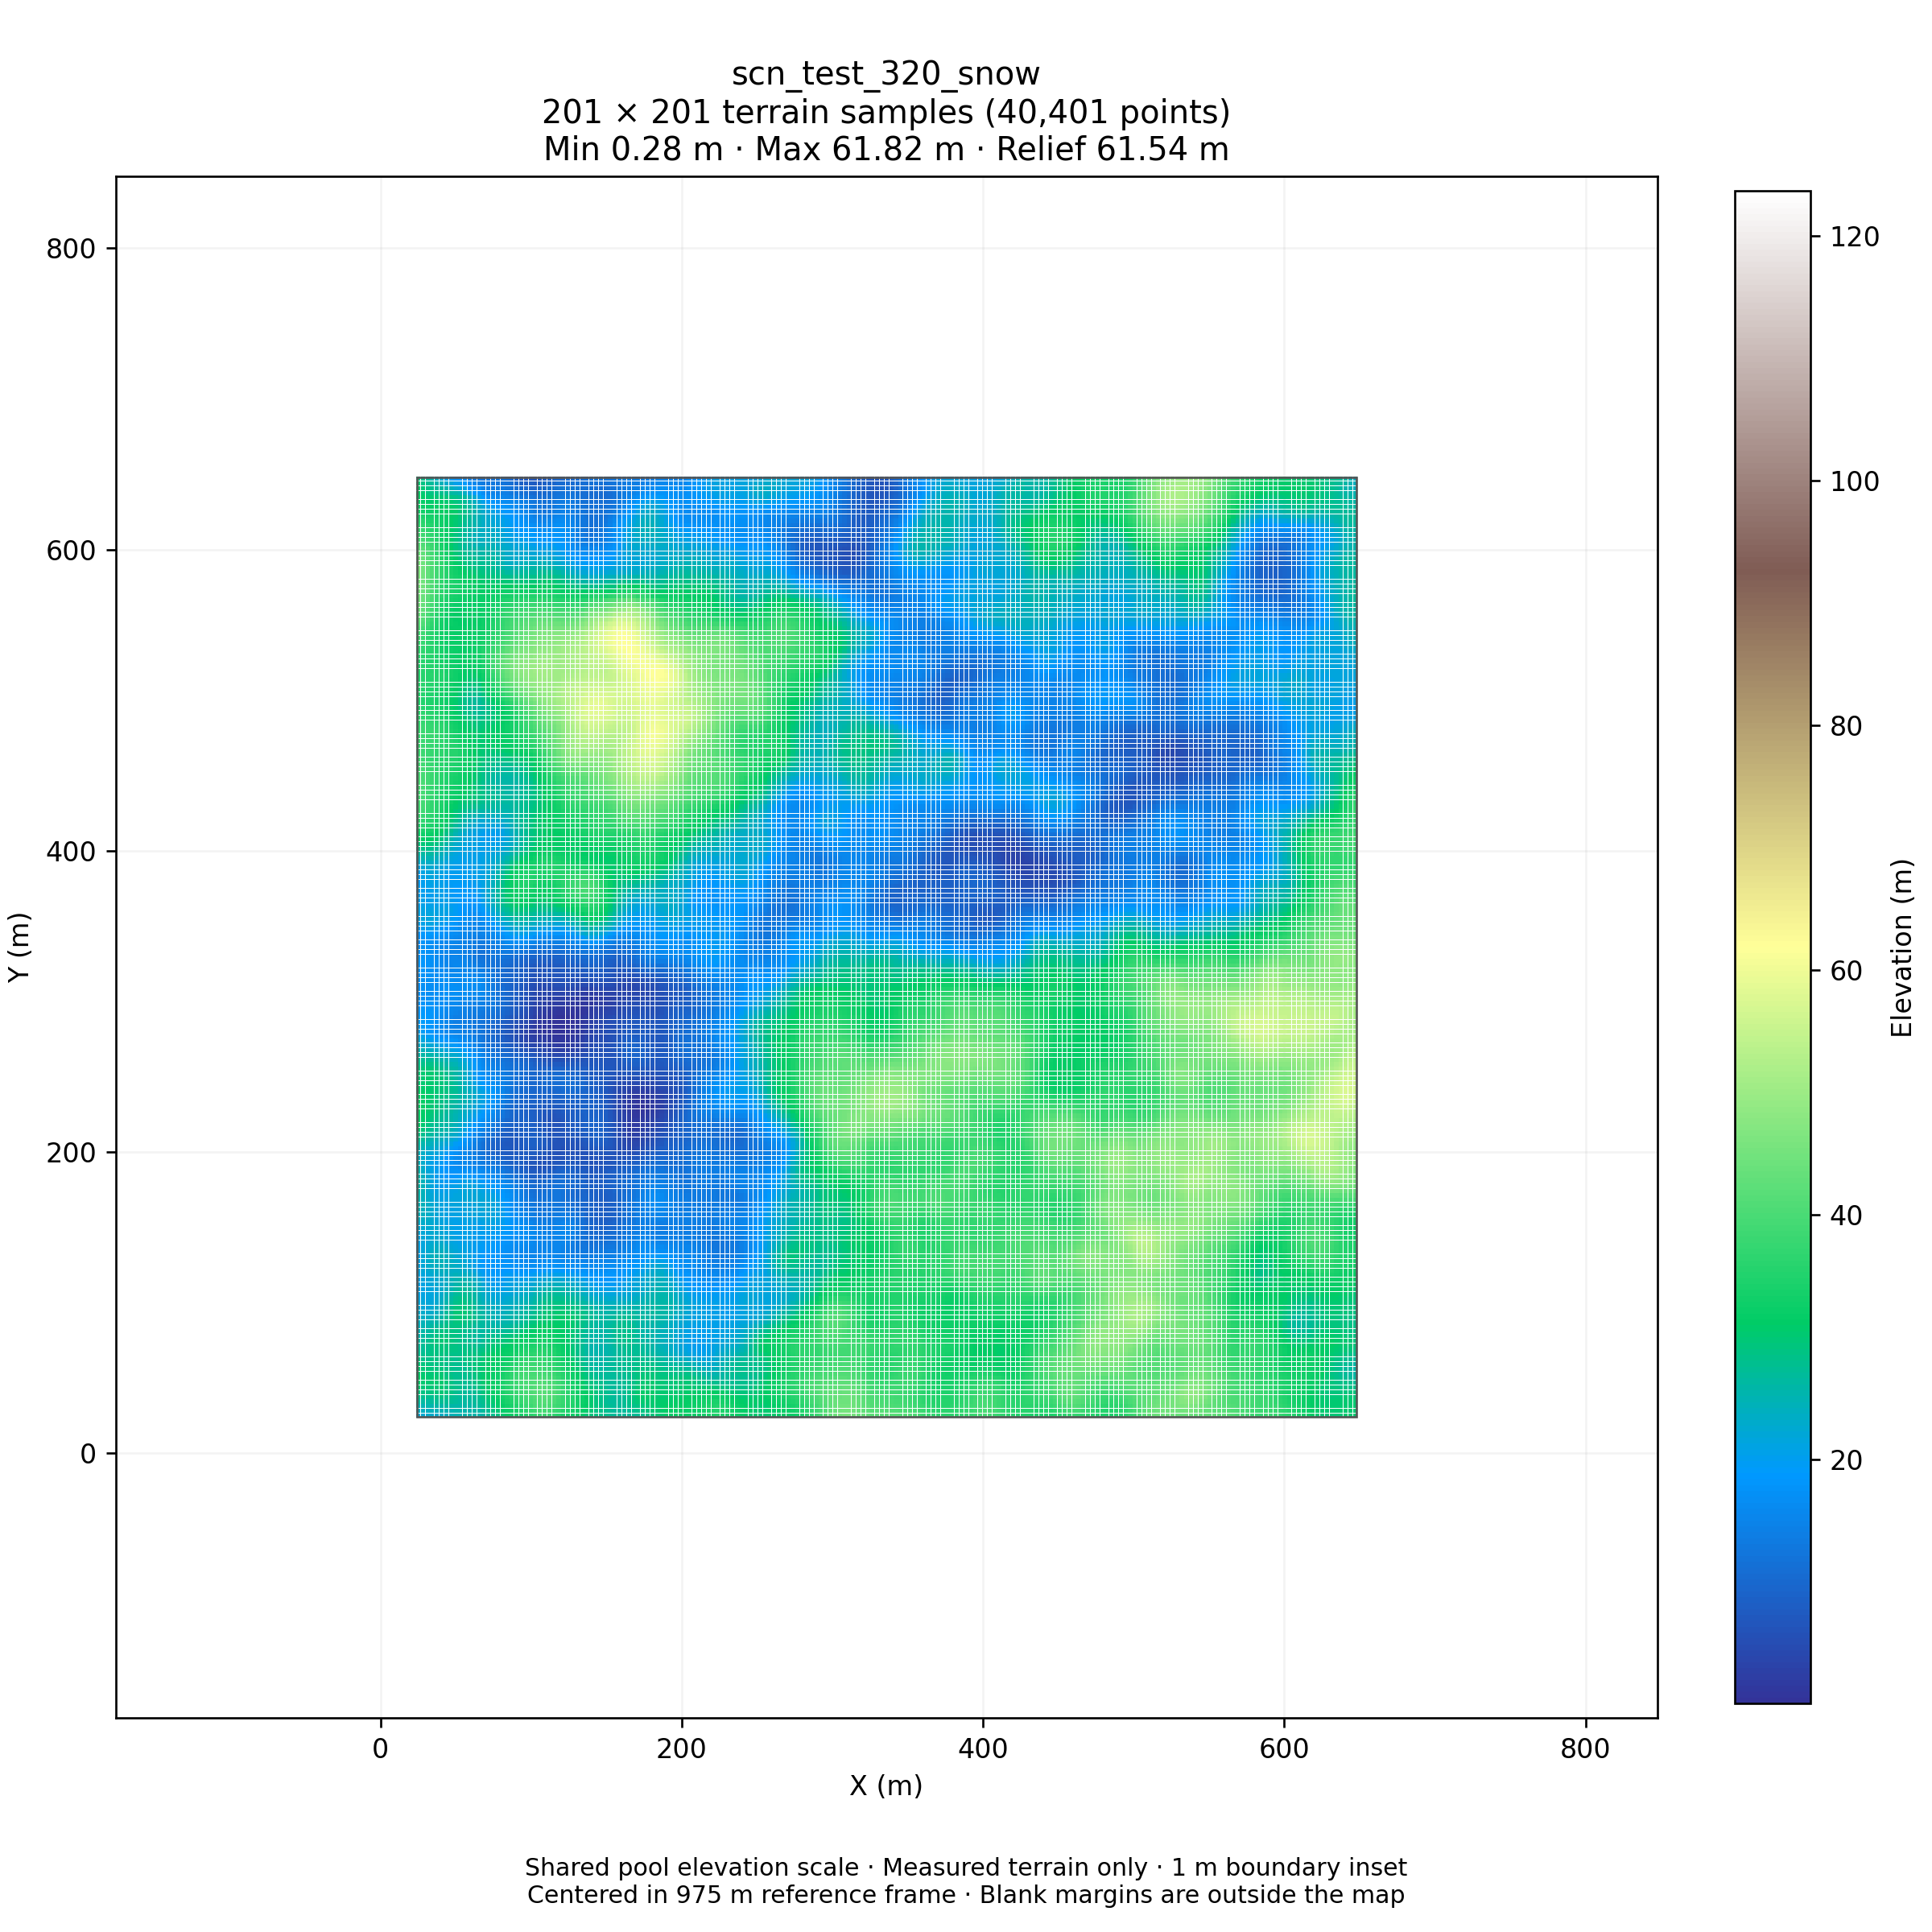 scn_test_320_snow
201 × 201 terrain samples (40,401 points)
Min 0.28 m · Max 61.82 m · Relief 61.54 m
800
600
400
200
0
Y (m)
0
200
400
600
800
X (m)
120
100
80
60
40
20
Elevation (m)
Shared pool elevation scale · Measured terrain only · 1 m boundary inset
Centered in 975 m reference frame · Blank margins are outside the map